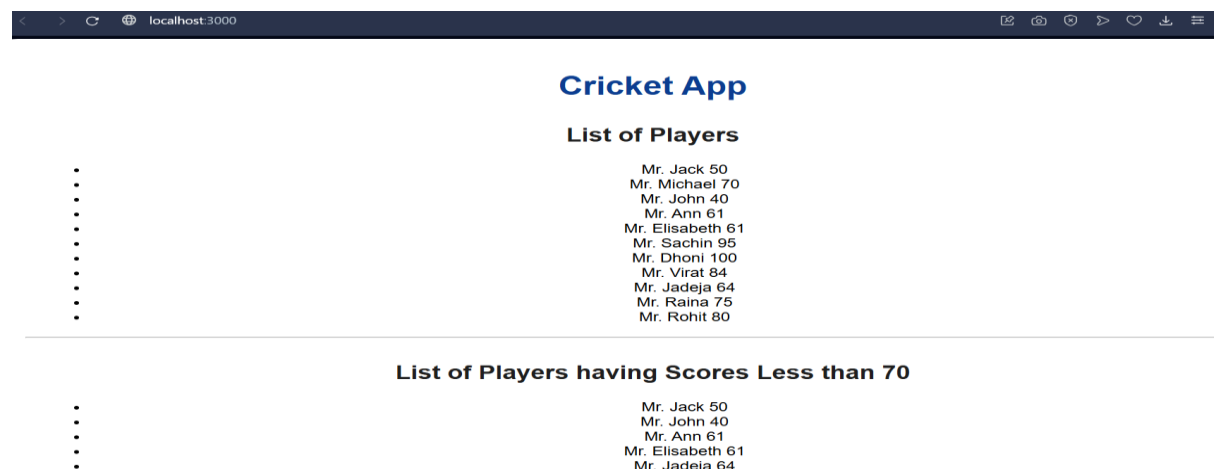 localhost:3000
Cricket App
List of Players
Mr. Jack 50
Mr. Michael 70
Mr. John 40
Mr. Ann 61
Mr. Elisabeth 61
Mr. Sachin 95
Mr. Dhoni 100
Mr. Virat 84
Mr. Jadeja 64
Mr. Raina 75
Mr. Rohit 80
List of Players having Scores Less than 70
Mr. Jack 50
Mr. John 40
Mr. Ann 61
Mr. Elisabeth 61
Mr. Jadeja 64